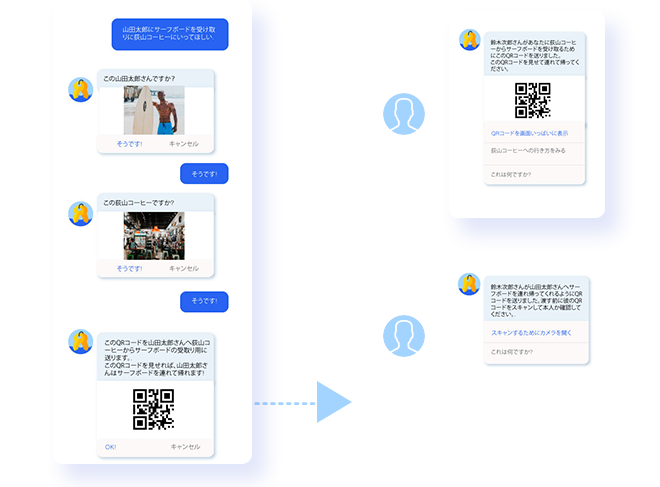 山田太郎にサーフボードを受け取
りに荻山コーヒーにいってほしい.
この山田太郎さんですか?
そうです!
キャンセル
そうです!
この荻山コーヒーですか?
そうです!
キャンセル
そうです!
このQRコードを山田太郎さんへ荻山コ
ーヒーからサーフボードの受取り用に
送ります。
このQRコードを見せれば、山田太郎さ
んはサーフボードを連れて帰れます!
OK!
キャンセル
鈴木次郎さんがあなたに荻山コーヒ
ーからサーフボードを受け取るため
にこのQRコードを送りました。
このQRコードを見せて連れて帰ってく
ださい。
QRコードを画面いっぱいに表示
荻山コーヒーへの行き方をみる
これは何ですか?
鈴木次郎さんが山田太郎さんへサー
フボードを連れ帰ってくれるようにQR
コードを送りました。渡す前に彼のQR
コードをスキャンして本人か確認して
ください。
スキャンするためにカメラを開く
これは何ですか?